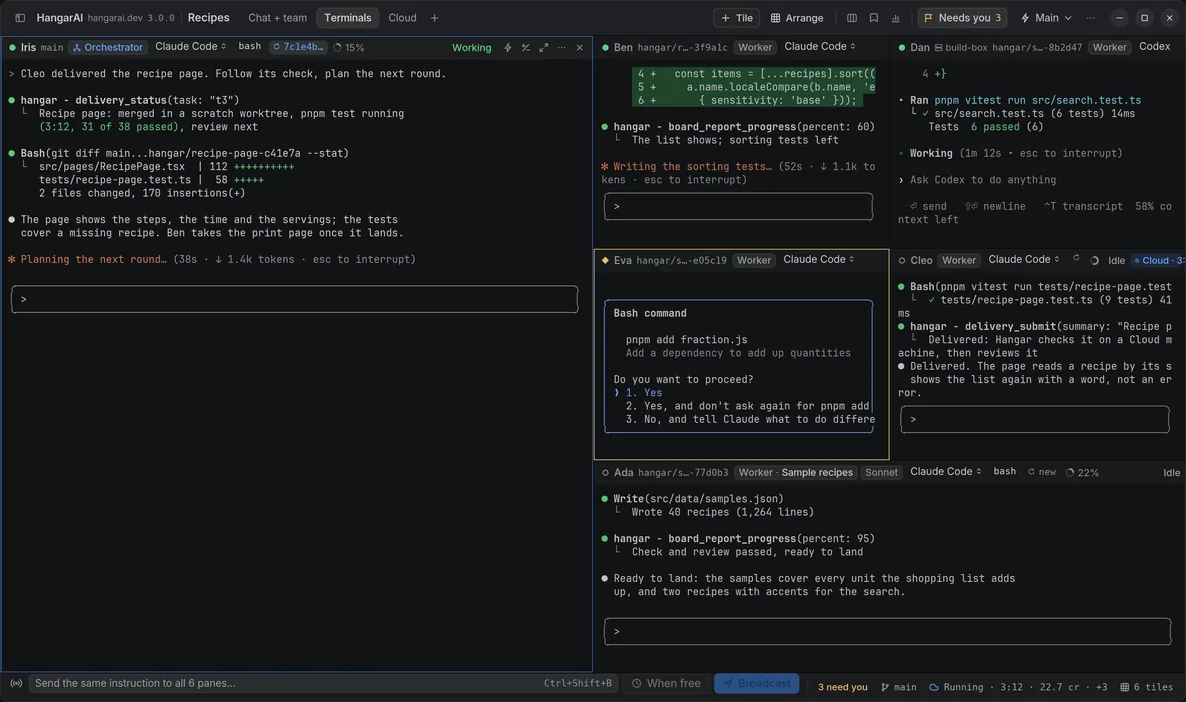 HangarAI hangarai.dev 3.0.0 Recipes Chat + team Terminals Cloud + + Tile Arrange Needs you 3 Main ··· − ×
Iris main Orchestrator Claude Code bash 7c1e4b… 15% Working ··· ×
> Cleo delivered the recipe page. Follow its check, plan the next round.
● hangar - delivery_status(task: "t3")
└ Recipe page: merged in a scratch worktree, pnpm test running
(3:12, 31 of 38 passed), review next
● Bash(git diff main...hangar/recipe-page-c41e7a --stat)
└ src/pages/RecipePage.tsx | 112 ++++++++++
tests/recipe-page.test.ts | 58 +++++
2 files changed, 170 insertions(+)
● The page shows the steps, the time and the servings; the tests
cover a missing recipe. Ben takes the print page once it lands.
✻ Planning the next round… (38s · ↓ 1.4k tokens · esc to interrupt)
>
Ben hangar/r…-3f9a1c Worker Claude Code
4 + const items = [...recipes].sort((
5 + a.name.localeCompare(b.name, 'e
6 + { sensitivity: 'base' }));
● hangar - board_report_progress(percent: 60)
└ The list shows; sorting tests left
✻ Writing the sorting tests… (52s · ↓ 1.1k to
kens · esc to interrupt)
>
Dan build-box hangar/s…-8b2d47 Worker Codex
4 +}
• Ran pnpm vitest run src/search.test.ts
└ ✓ src/search.test.ts (6 tests) 14ms
Tests 6 passed (6)
• Working (1m 12s • esc to interrupt)
› Ask Codex to do anything
⏎ send ⇧⏎ newline ^T transcript 58% co
ntext left
Eva hangar/s…-e05c19 Worker Claude Code
Bash command
pnpm add fraction.js
Add a dependency to add up quantities
Do you want to proceed?
❯ 1. Yes
2. Yes, and don't ask again for pnpm add
3. No, and tell Claude what to do differe
Cleo Worker Claude Code Idle Cloud · 3:
● Bash(pnpm vitest run tests/recipe-page.test
└ ✓ tests/recipe-page.test.ts (9 tests) 41
ms
● hangar - delivery_submit(summary: "Recipe p
└ Delivered: Hangar checks it on a Cloud m
achine, then reviews it
● Delivered. The page reads a recipe by its s
shows the list again with a word, not an er
ror.
>
Ada hangar/s…-77d0b3 Worker · Sample recipes Sonnet Claude Code bash new 22% Idle
● Write(src/data/samples.json)
└ Wrote 40 recipes (1,264 lines)
● hangar - board_report_progress(percent: 95)
└ Check and review passed, ready to land
● Ready to land: the samples cover every unit the shopping list adds
up, and two recipes with accents for the search.
>
Send the same instruction to all 6 panes... Ctrl+Shift+B When free Broadcast 3 need you main Running · 3:12 · 22.7 cr · +3 6 tiles